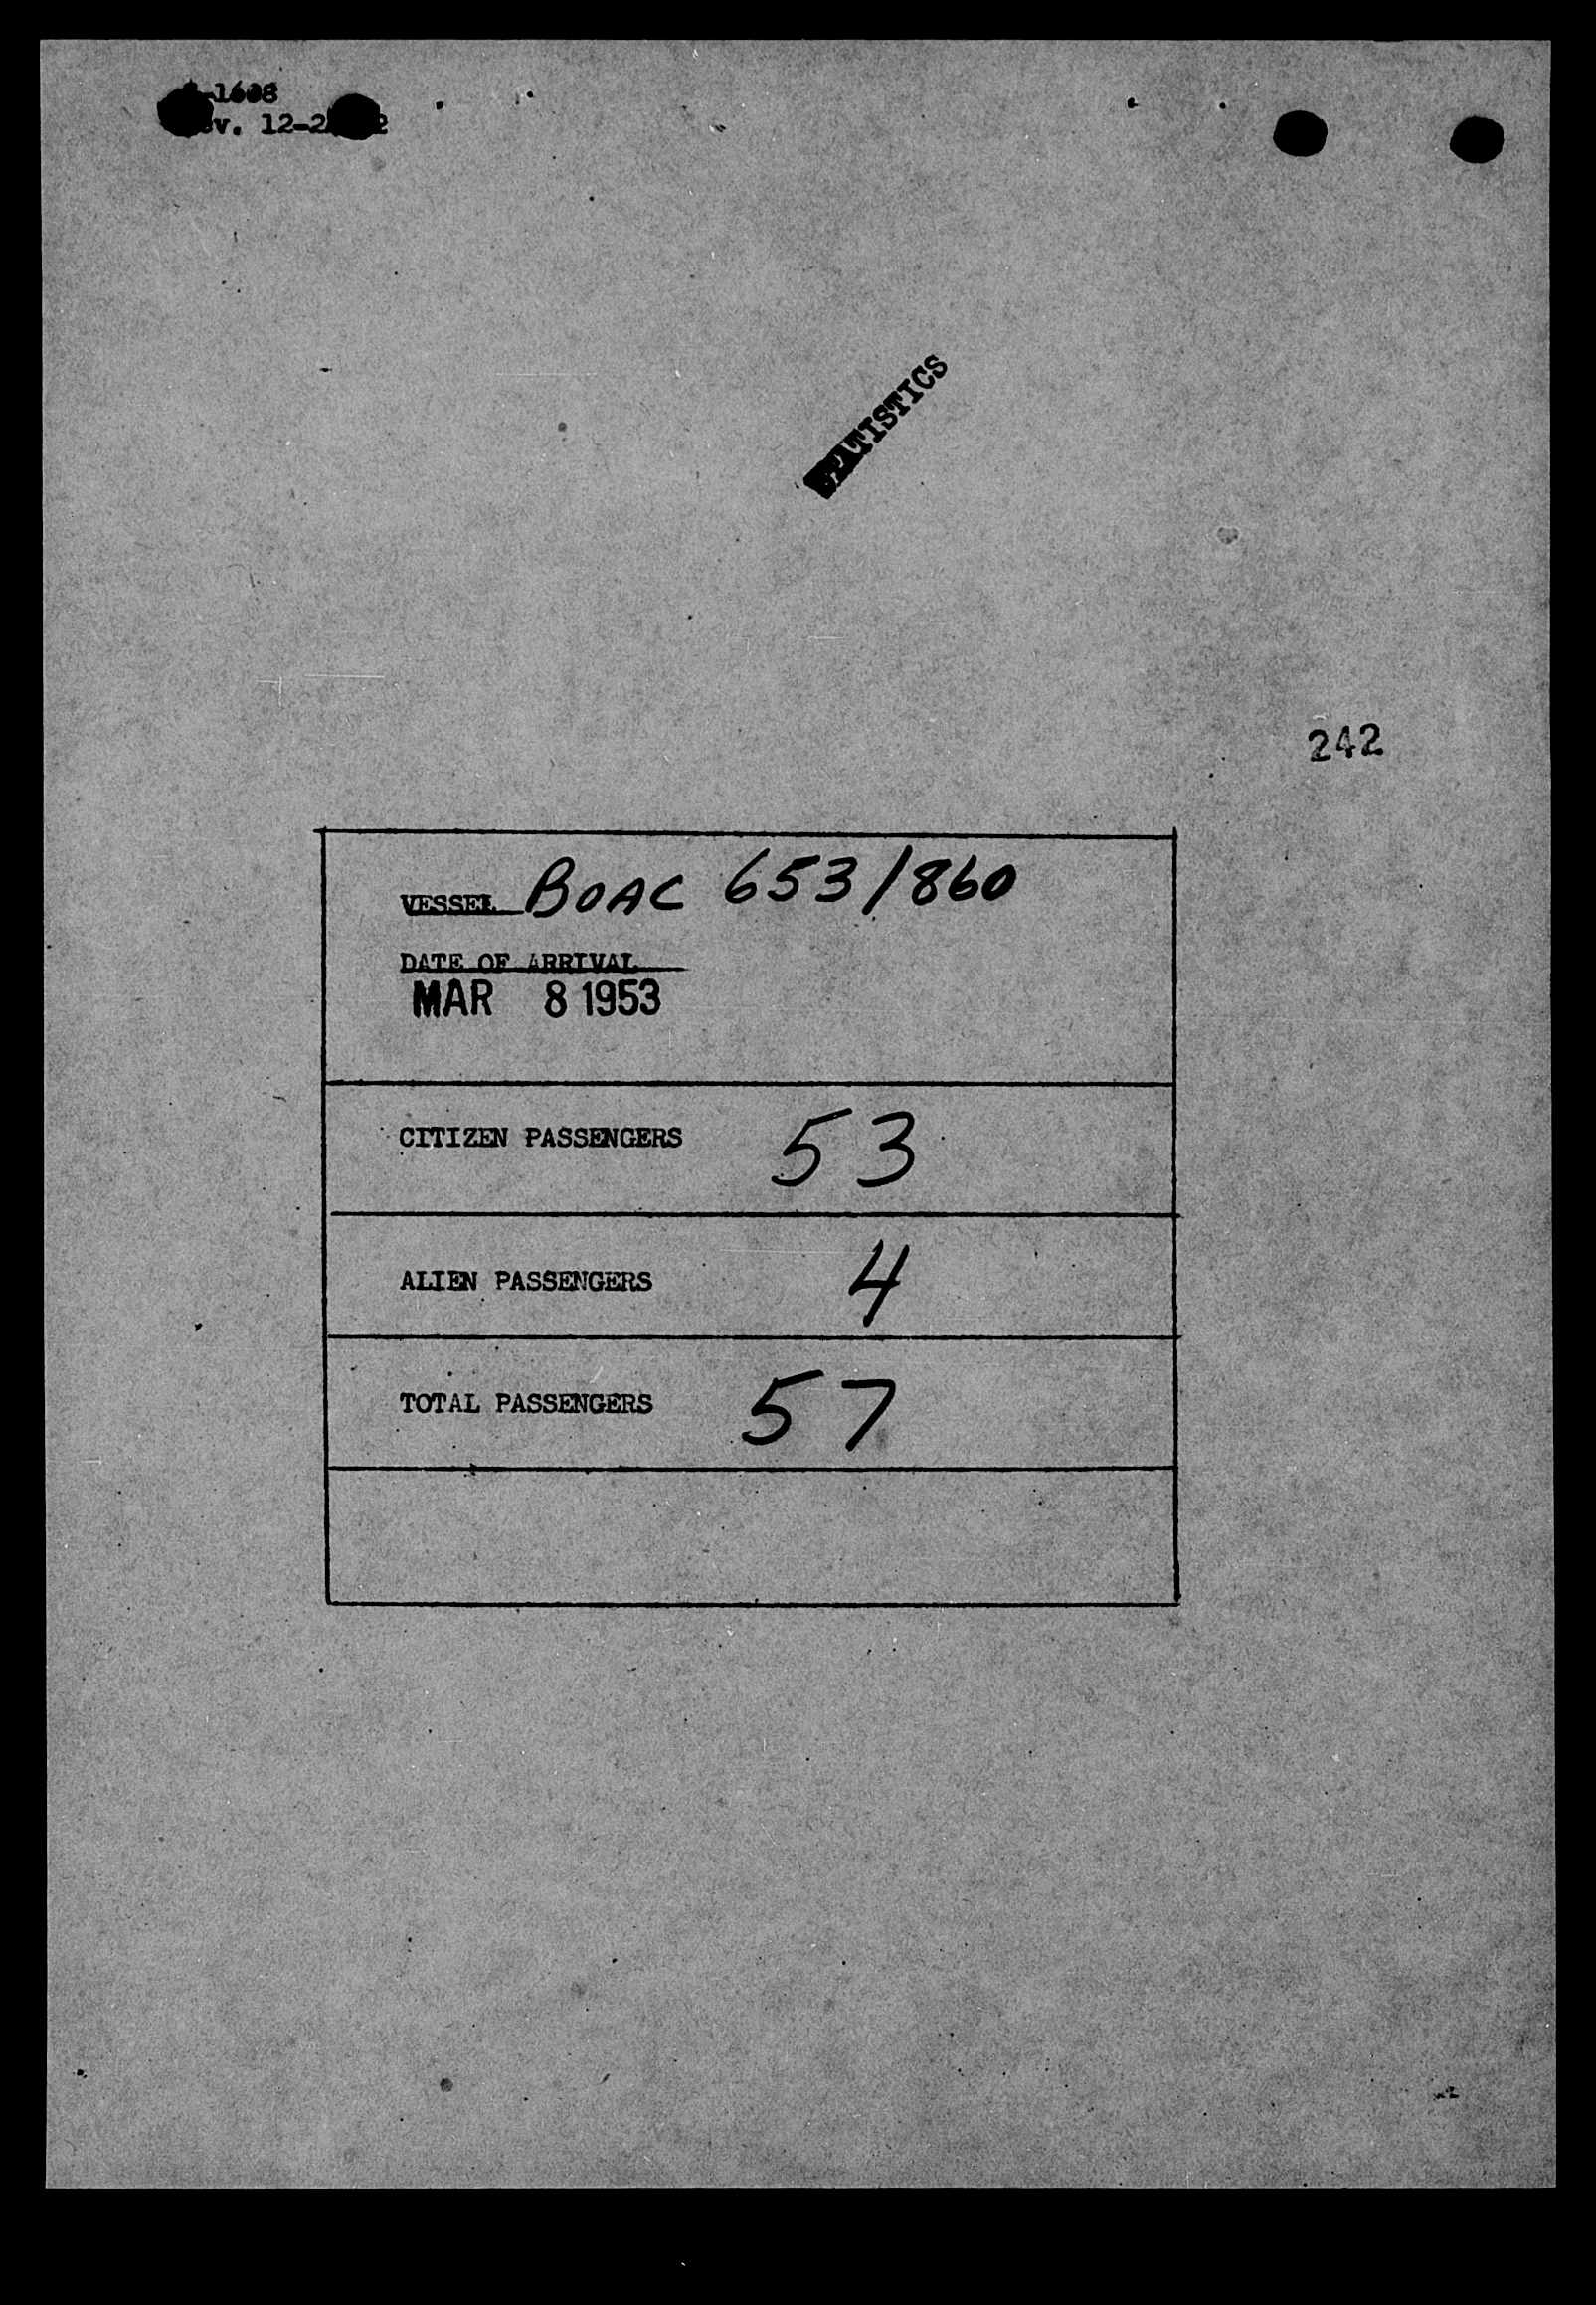 STATISTICS
242
VESSEL BOAC 653/860
DATE OF ARRIVAL
MAR 8 1953
CITIZEN PASSENGERS 53
ALIEN PASSENGERS 4
TOTAL PASSENGERS 57